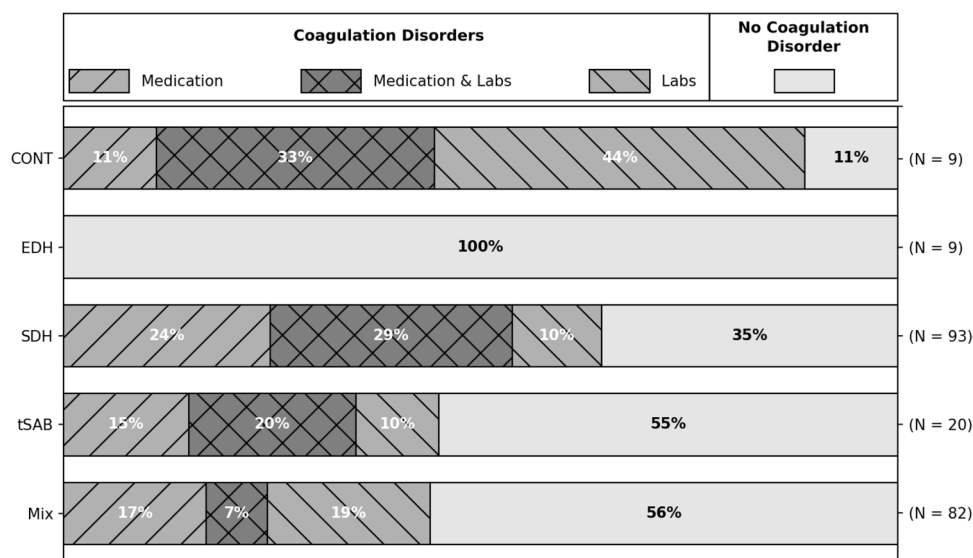 Coagulation Disorders
No Coagulation
Disorder
Medication
Medication & Labs
Labs
CONT 11% 33% 44% 11% (N = 9)
EDH 100% (N = 9)
SDH 24% 29% 10% 35% (N = 93)
tSAB 15% 20% 10% 55% (N = 20)
Mix 17% 7% 19% 56% (N = 82)